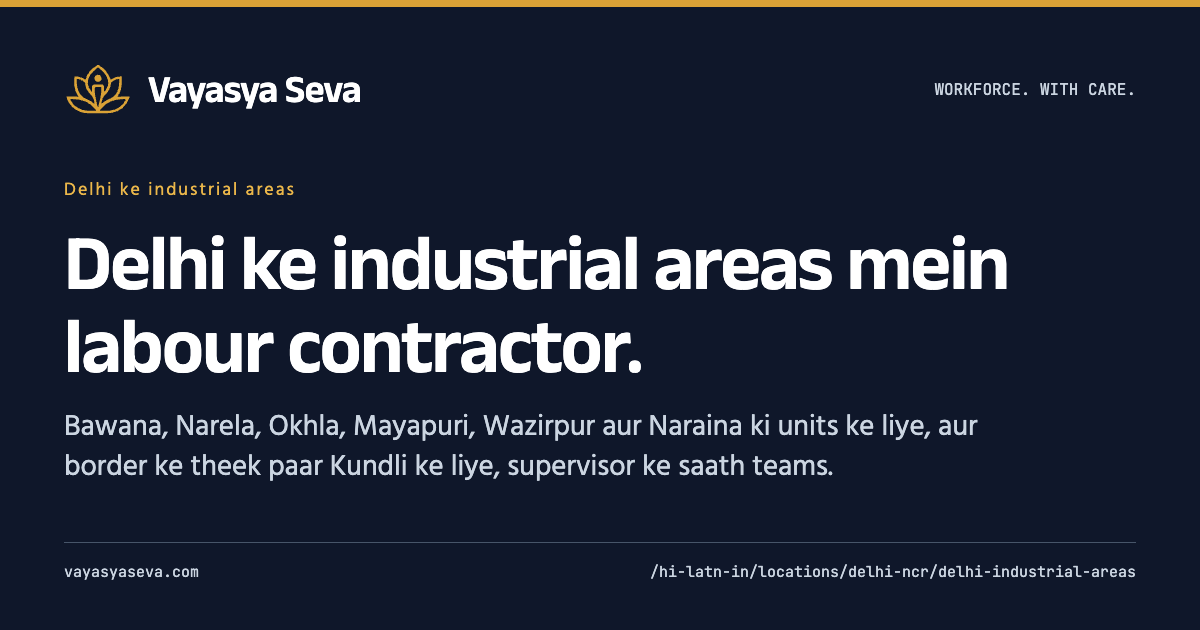 Vayasya Seva
WORKFORCE. WITH CARE.
Delhi ke industrial areas
Delhi ke industrial areas mein
labour contractor.
Bawana, Narela, Okhla, Mayapuri, Wazirpur aur Naraina ki units ke liye, aur
border ke theek paar Kundli ke liye, supervisor ke saath teams.
vayasyaseva.com
/hi-latn-in/locations/delhi-ncr/delhi-industrial-areas